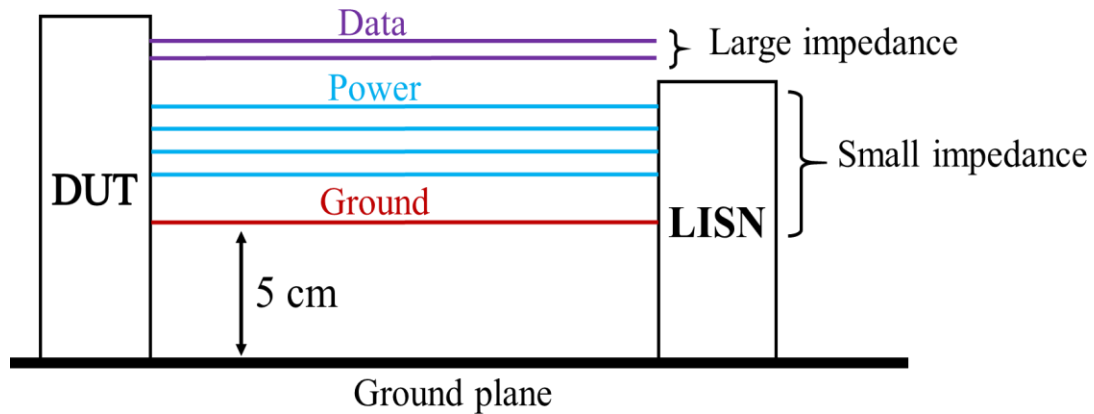 Data
Large impedance
Power
Small impedance
DUT
Ground
LISN
5 cm
Ground plane